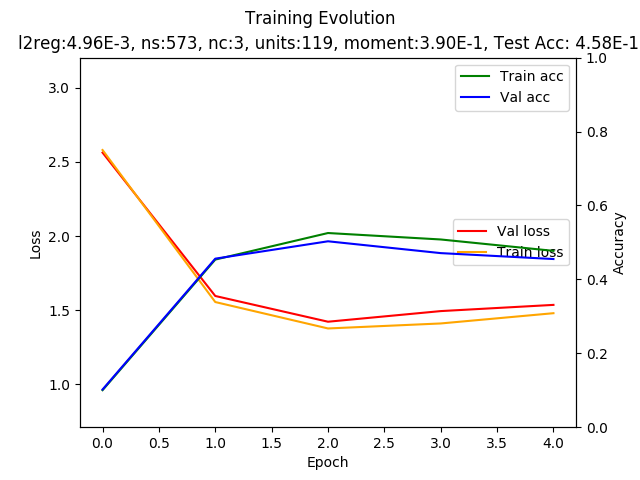 Training Evolution
l2reg:4.96E-3, ns:573, nc:3, units:119, moment:3.90E-1, Test Acc: 4.58E-1
Train acc
Val acc
Val loss
Train loss
Loss
3.0
2.5
2.0
1.5
1.0
Accuracy
1.0
0.8
0.6
0.4
0.2
0.0
0.0 0.5 1.0 1.5 2.0 2.5 3.0 3.5 4.0
Epoch